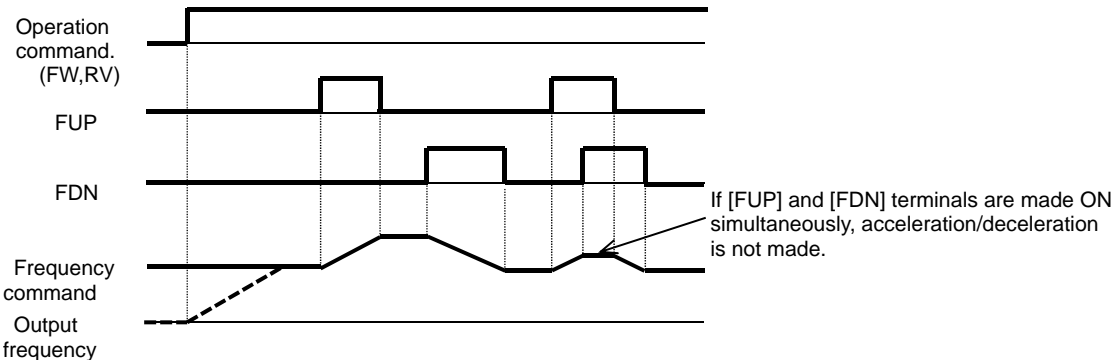 Operation
command.
(FW,RV)
FUP
FDN
If [FUP] and [FDN] terminals are made ON
simultaneously, acceleration/deceleration
is not made.
Frequency
command
Output
frequency